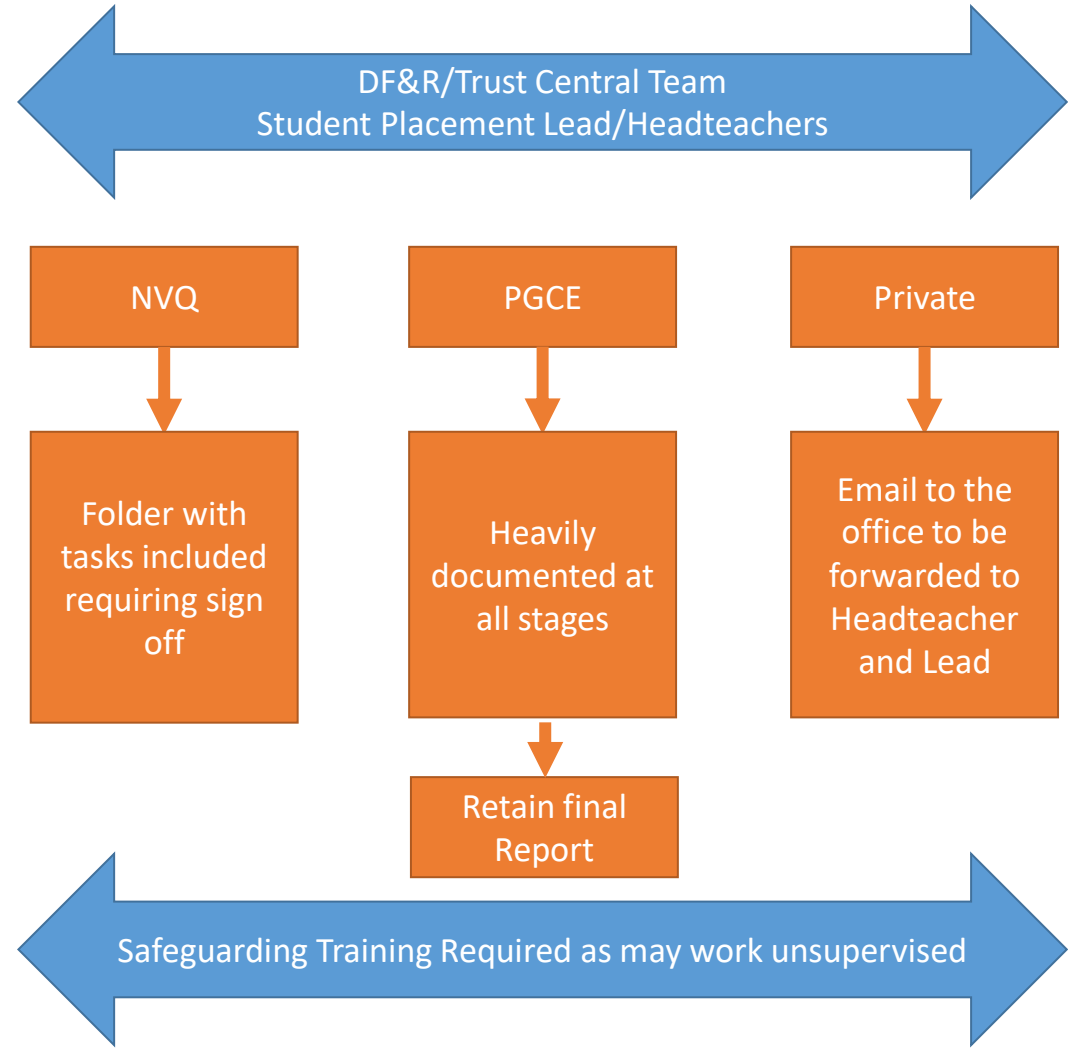 DF&R/Trust Central Team
Student Placement Lead/Headteachers
NVQ
PGCE
Private
Folder with
tasks included
requiring sign
off
Heavily
documented at
all stages
Email to the
office to be
forwarded to
Headteacher
and Lead
Retain final
Report
Safeguarding Training Required as may work unsupervised